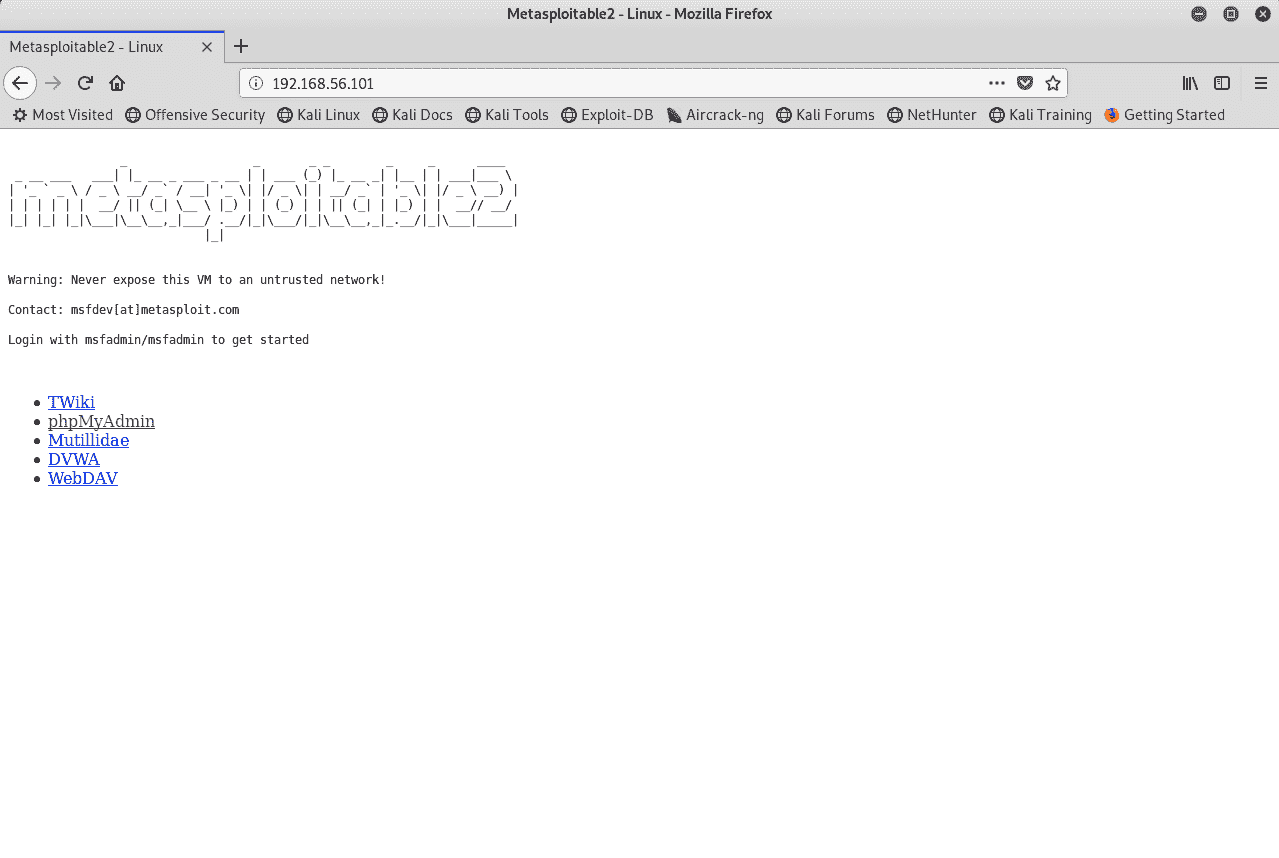 Metasploitable2 - Linux - Mozilla Firefox
Metasploitable2 - Linux
192.168.56.101
Most Visited Offensive Security Kali Linux Kali Docs Kali Tools Exploit-DB Aircrack-ng Kali Forums NetHunter Kali Training Getting Started
metasploitable2
Warning: Never expose this VM to an untrusted network!
Contact: msfdev[at]metasploit.com
Login with msfadmin/msfadmin to get started
TWiki
phpMyAdmin
Mutillidae
DVWA
WebDAV